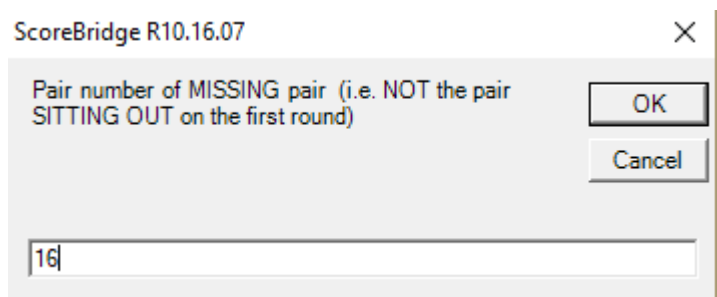 ScoreBridge R10.16.07
Pair number of MISSING pair (i.e. NOT the pair
SITTING OUT on the first round)
OK
Cancel
16